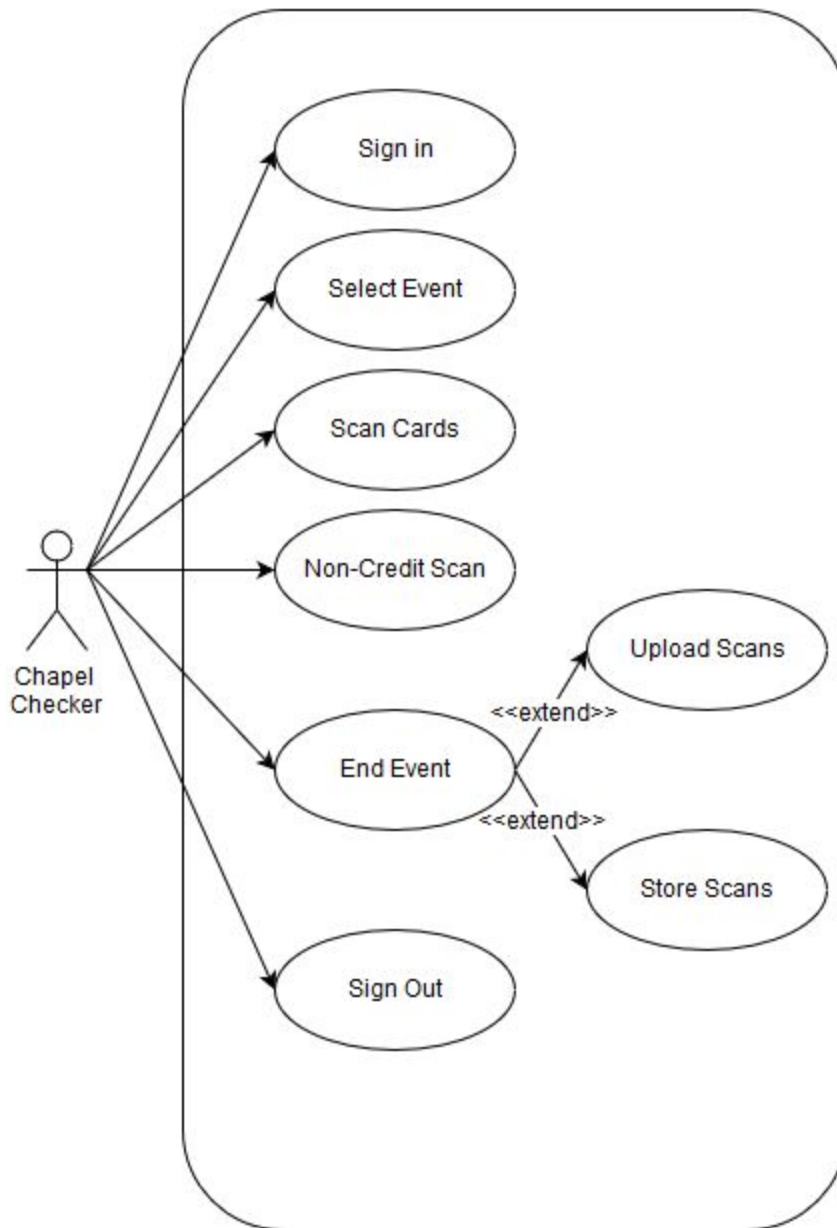 Sign in
Select Event
Scan Cards
Non-Credit Scan
Chapel
Checker
Upload Scans
<<extend>>
End Event
<<extend>>
Store Scans
Sign Out